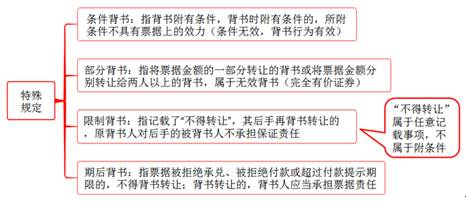 特殊
规定
条件背书：指背书附有条件，背书时附有条件的，所附
条件不具有票据上的效力（条件无效，背书行为有效）
部分背书：指将票据金额的一部分转让的背书或将票据金额分
别转让给两人以上的背书，属于无效背书（完全有价证券）
限制背书：指记载了“不得转让”，其后手再背书转让的
，原背书人对后手的被背书人不承担保证责任
“不得转让”
属于任意记
载事项，不
属于附条件
期后背书：指票据被拒绝承兑、被拒绝付款或超过付款提示
期限的，不得背书转让；背书转让的，背书人应当承担票据责任